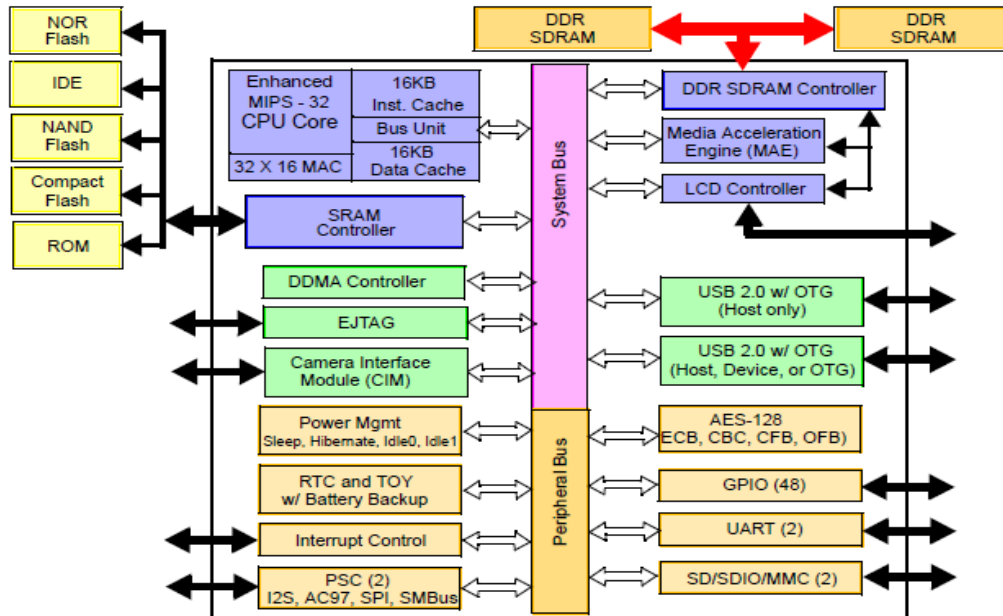 NOR
Flash
IDE
NAND
Flash
Compact
Flash
ROM
DDR
SDRAM
DDR
SDRAM
Enhanced
MIPS - 32
CPU Core
32 X 16 MAC
16KB
Inst. Cache
Bus Unit
16KB
Data Cache
SRAM
Controller
DDMA Controller
EJTAG
Camera Interface
Module (CIM)
Power Mgmt
Sleep, Hibernate, Idle0, Idle1
RTC and TOY
w/ Battery Backup
Interrupt Control
PSC (2)
I2S, AC97, SPI, SMBus
System Bus
Peripheral Bus
DDR SDRAM Controller
Media Acceleration
Engine (MAE)
LCD Controller
USB 2.0 w/ OTG
(Host only)
USB 2.0 w/ OTG
(Host, Device, or OTG)
AES-128
ECB, CBC, CFB, OFB)
GPIO (48)
UART (2)
SD/SDIO/MMC (2)